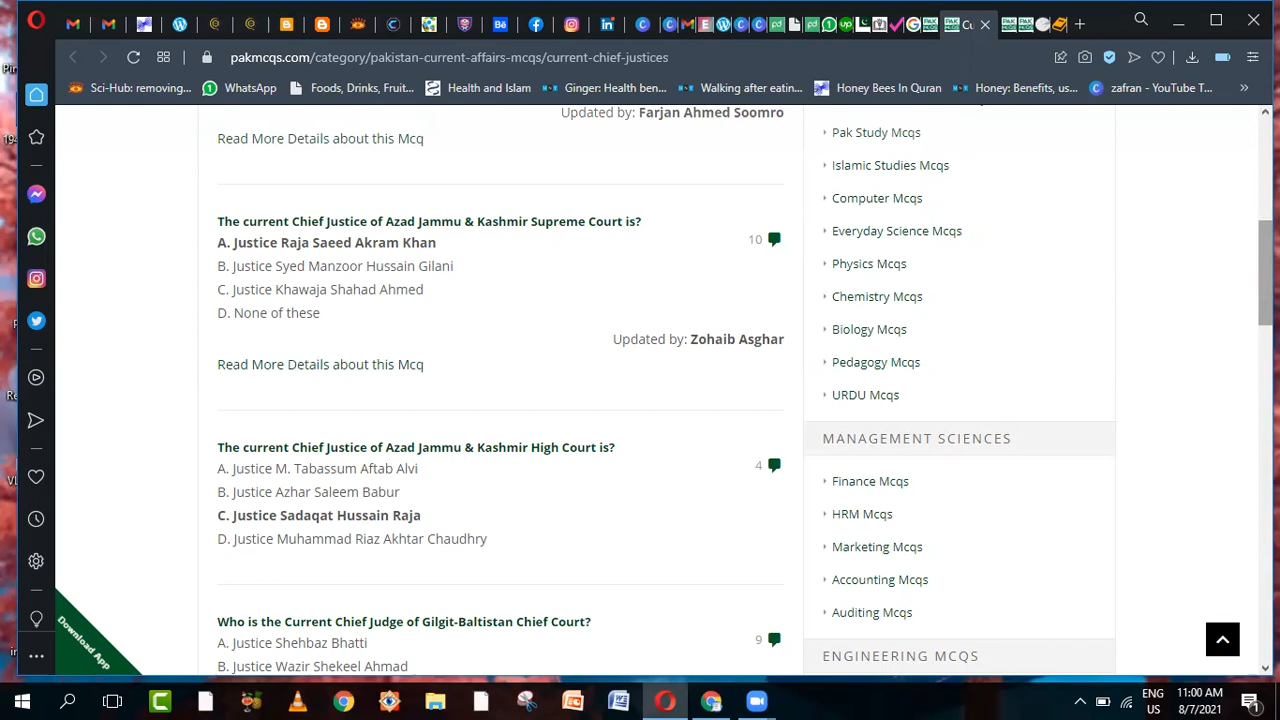 pakmcqs.com/category/pakistan-current-affairs-mcqs/current-chief-justices
Sci-Hub: removing...
WhatsApp
Foods, Drinks, Fruit...
Health and Islam
Ginger: Health ben...
Walking after eatin...
Honey Bees In Quran
Honey: Benefits, us...
zafran - YouTube T...
Updated by: Farjan Ahmed Soomro
Read More Details about this Mcq
The current Chief Justice of Azad Jammu & Kashmir Supreme Court is?
10
A. Justice Raja Saeed Akram Khan
B. Justice Syed Manzoor Hussain Gilani
C. Justice Khawaja Shahad Ahmed
D. None of these
Updated by: Zohaib Asghar
Read More Details about this Mcq
The current Chief Justice of Azad Jammu & Kashmir High Court is?
4
A. Justice M. Tabassum Aftab Alvi
B. Justice Azhar Saleem Babur
C. Justice Sadaqat Hussain Raja
D. Justice Muhammad Riaz Akhtar Chaudhry
Who is the Current Chief Judge of Gilgit-Baltistan Chief Court?
9
A. Justice Shehbaz Bhatti
B. Justice Wazir Shekeel Ahmad
Pak Study Mcqs
Islamic Studies Mcqs
Computer Mcqs
Everyday Science Mcqs
Physics Mcqs
Chemistry Mcqs
Biology Mcqs
Pedagogy Mcqs
URDU Mcqs
MANAGEMENT SCIENCES
Finance Mcqs
HRM Mcqs
Marketing Mcqs
Accounting Mcqs
Auditing Mcqs
ENGINEERING MCQS
Download App
ENG
US
11:00 AM
8/7/2021